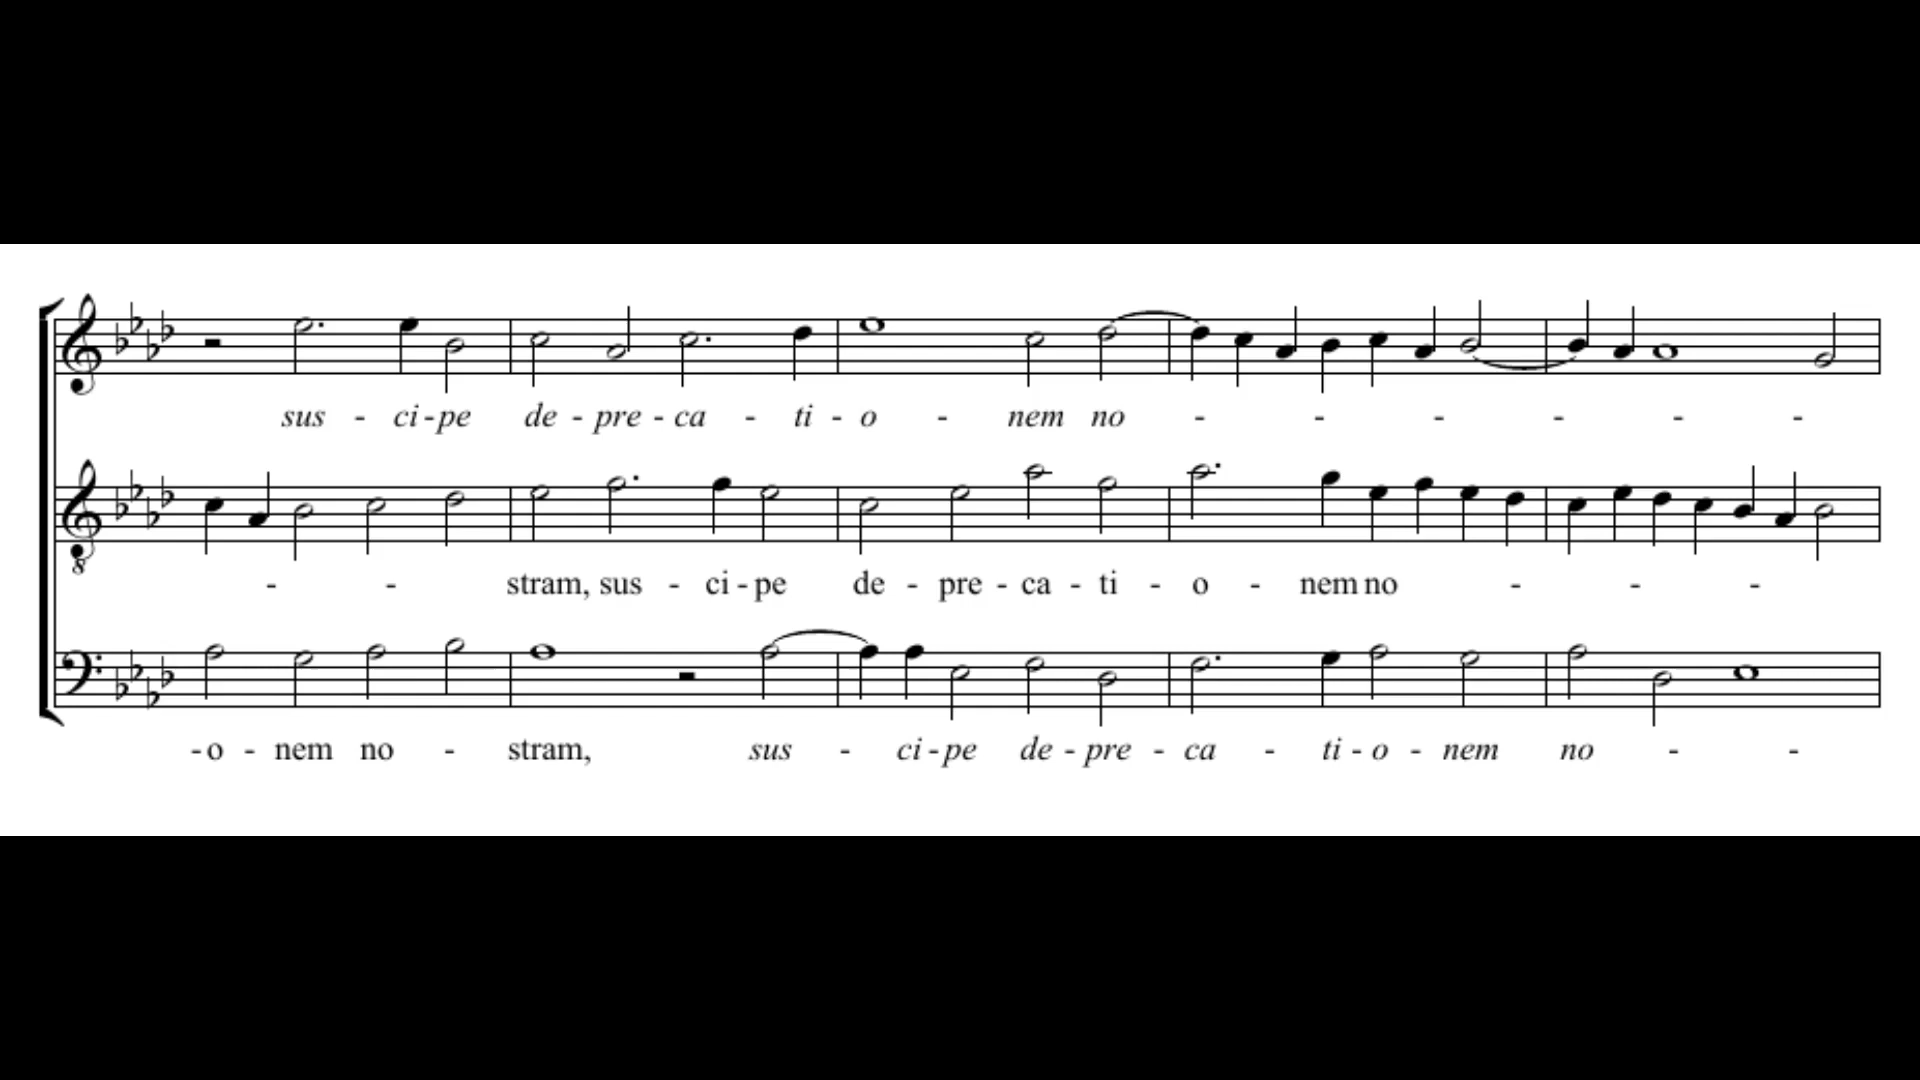 sus - ci - pe de - pre - ca - ti - o - nem no - - - - - -
- - stram, sus - ci - pe de - pre - ca - ti - o - nem no - - -
- o - nem no - stram, sus - ci - pe de - pre - ca - ti - o - nem no - -